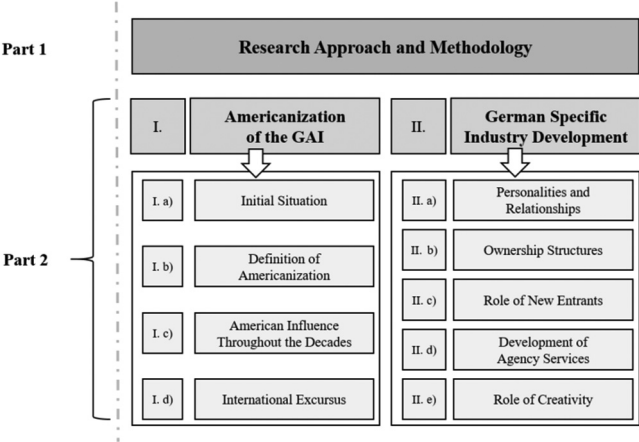 Part 1
Research Approach and Methodology
I.
Americanization
of the GAI
II.
German Specific
Industry Development
Part 2
I. a)
Initial Situation
I. b)
Definition of
Americanization
I. c)
American Influence
Throughout the Decades
I. d)
International Excursus
II. a)
Personalities and
Relationships
II. b)
Ownership Structures
II. c)
Role of New Entrants
II. d)
Development of
Agency Services
II. e)
Role of Creativity